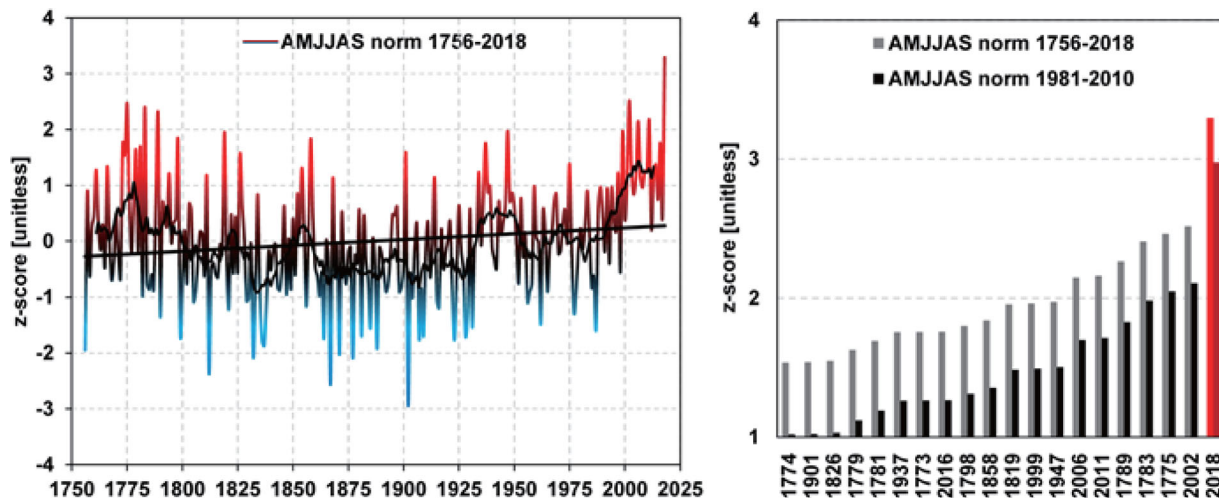 4
3
2
1
0
-1
-2
-3
-4
z-score [unitless]
AMJJAS norm 1756-2018
1750 1775 1800 1825 1850 1875 1900 1925 1950 1975 2000 2025
4
3
2
1
z-score [unitless]
AMJJAS norm 1756-2018
AMJJAS norm 1981-2010
1774 1901 1826 1779 1781 1937 1773 2016 1798 1858 1819 1999 1947 2006 2011 1789 1783 1775 2002 2018